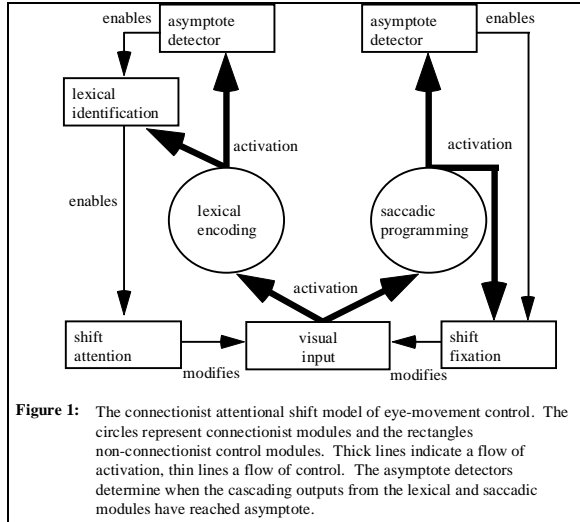 enables
asymptote
detector
asymptote
detector
enables
lexical
identification
activation
activation
enables
lexical
encoding
saccadic
programming
activation
shift
attention
visual
input
shift
fixation
modifies
modifies
Figure 1: The connectionist attentional shift model of eye-movement control. The
circles represent connectionist modules and the rectangles
non-connectionist control modules. Thick lines indicate a flow of
activation, thin lines a flow of control. The asymptote detectors
determine when the cascading outputs from the lexical and saccadic
modules have reached asymptote.